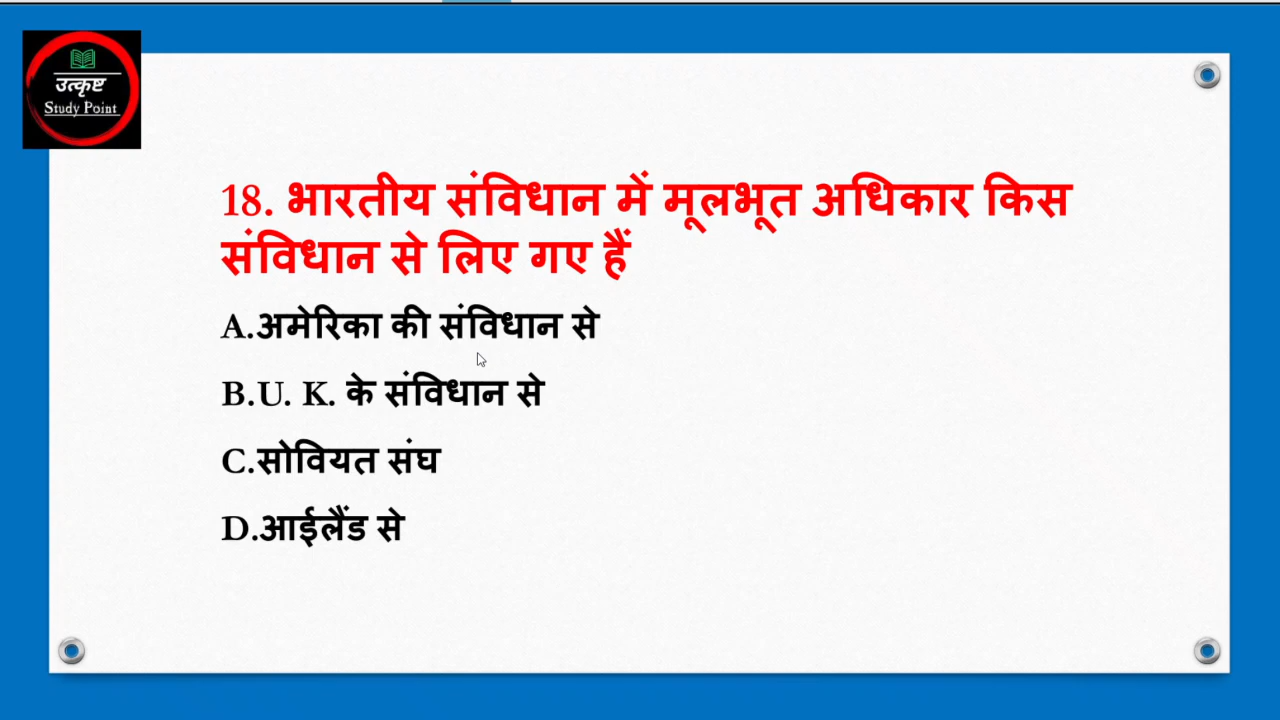 उत्कृष्ट
Study Point
18. भारतीय संविधान में मूलभूत अधिकार किस
संविधान से लिए गए हैं
A.अमेरिका की संविधान से
B.U. K. के संविधान से
C.सोवियत संघ
D.आईलैंड से